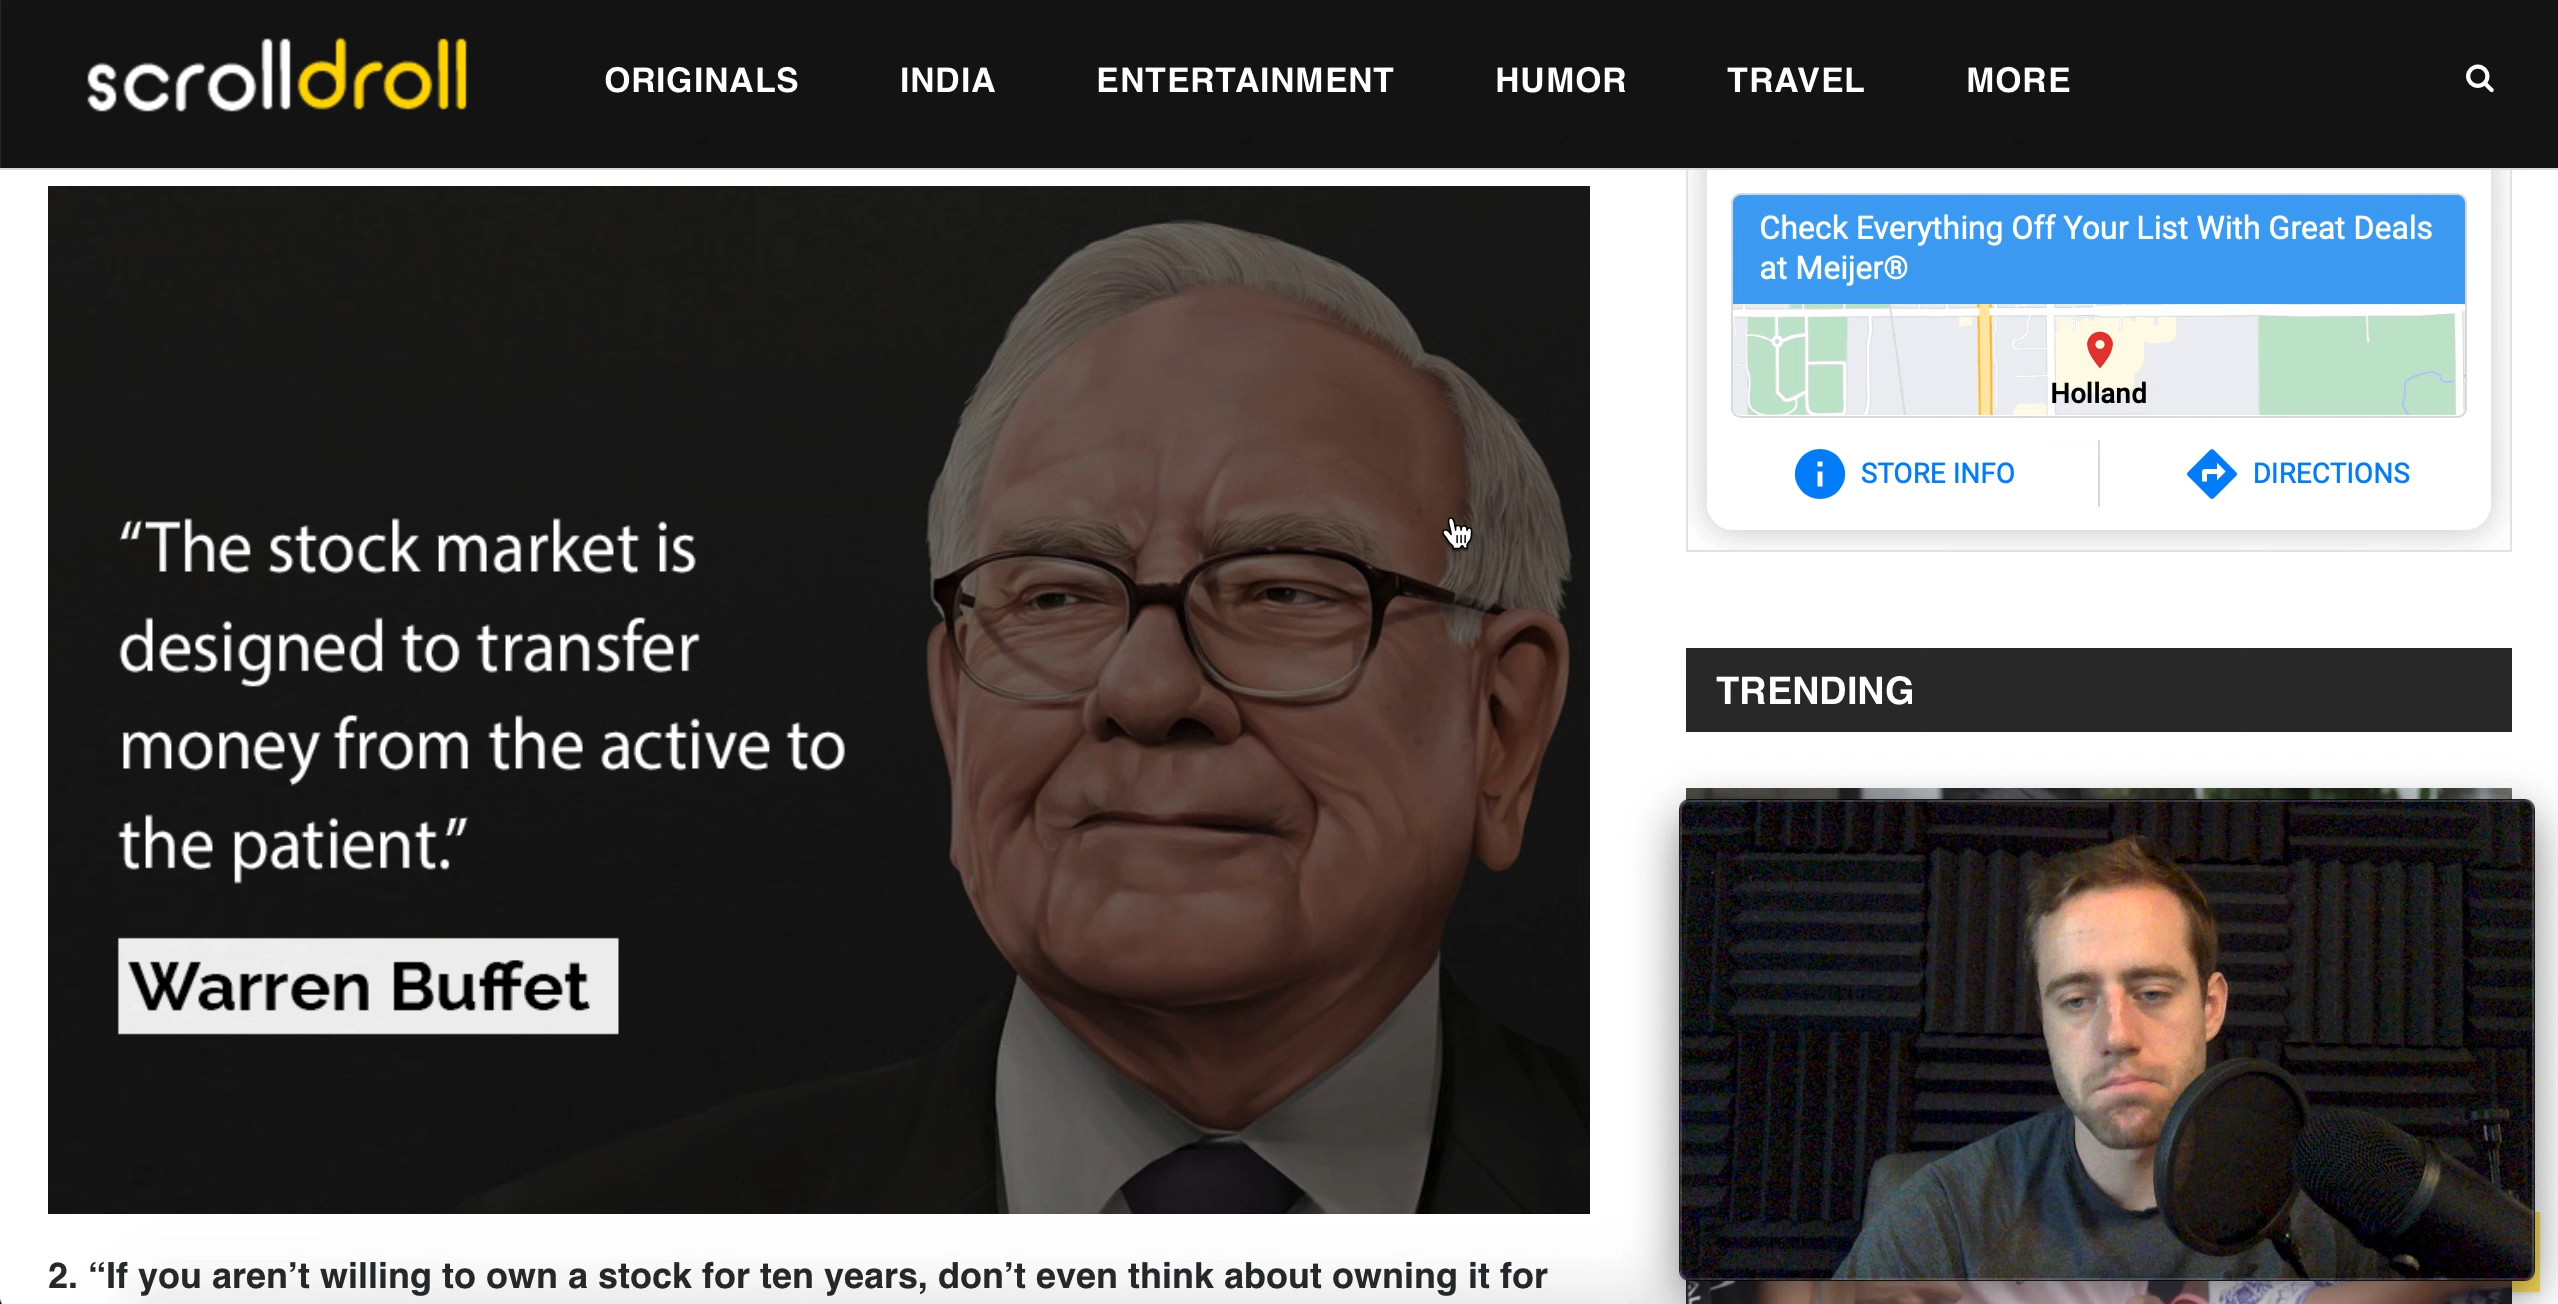 scrolldroll
ORIGINALS
INDIA
ENTERTAINMENT
HUMOR
TRAVEL
MORE
“The stock market is
designed to transfer
money from the active to
the patient.”
Warren Buffet
2. “If you aren’t willing to own a stock for ten years, don’t even think about owning it for
Check Everything Off Your List With Great Deals
at Meijer®
Holland
STORE INFO
DIRECTIONS
TRENDING